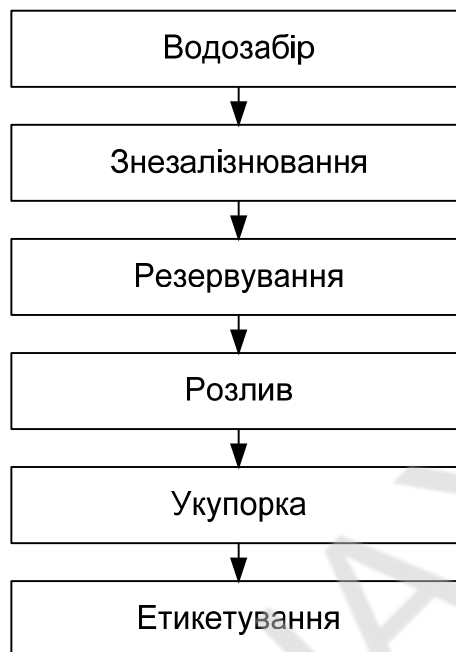 Водозабір
Знезалізнювання
Резервування
Розлив
Укупорка
Етикетування